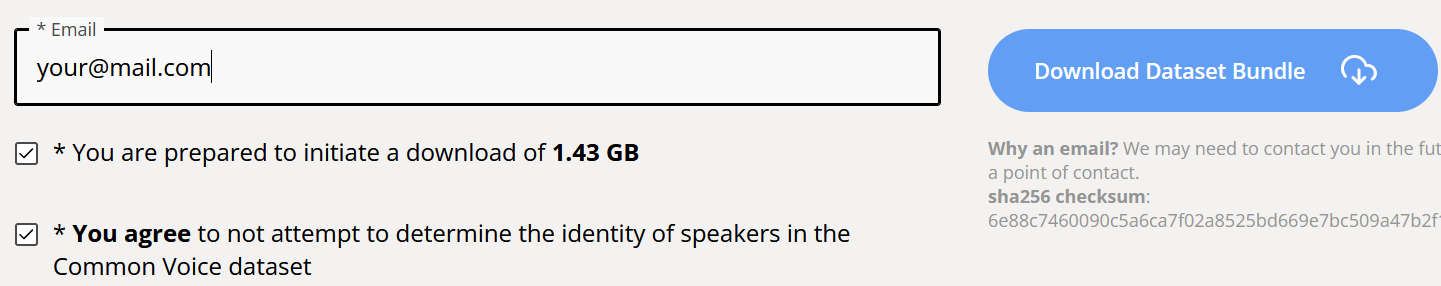 * Email
your@mail.com
* You are prepared to initiate a download of 1.43 GB
* You agree to not attempt to determine the identity of speakers in the
Common Voice dataset
Download Dataset Bundle
Why an email? We may need to contact you in the fut
a point of contact.
sha256 checksum:
6e88c7460090c5a6ca7f02a8525bd669e7bc509a47b2f